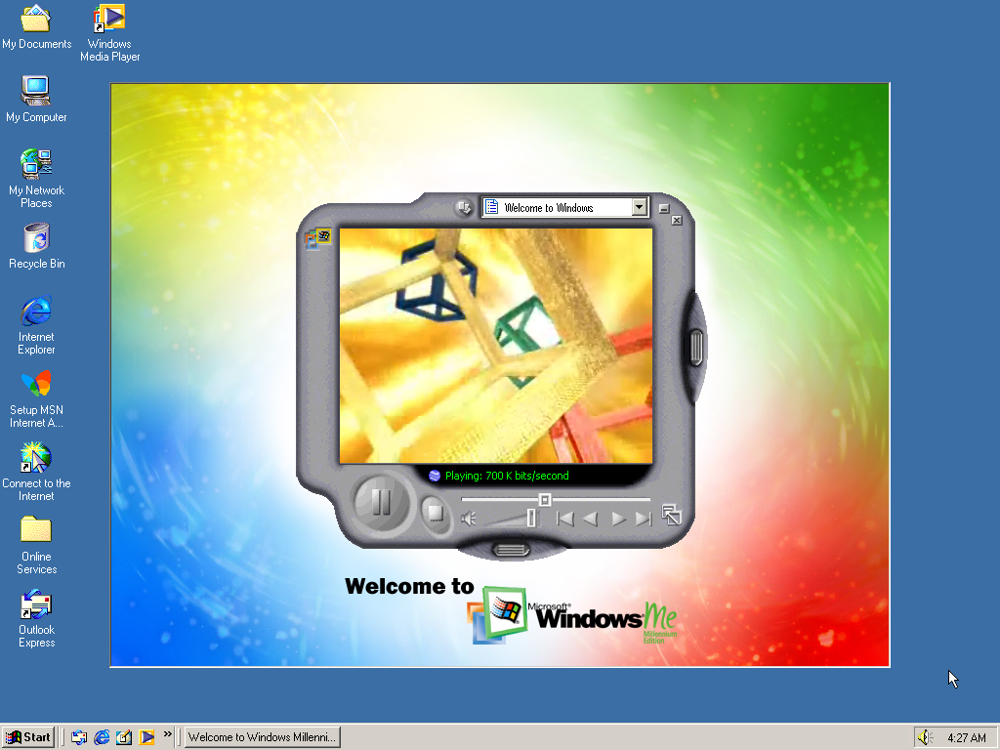 My Documents
Windows
Media Player
My Computer
My Network
Places
Recycle Bin
Internet
Explorer
Setup MSN
Internet A...
Connect to the
Internet
Online
Services
Outlook
Express
Welcome to Windows
Playing: 700 K bits/second
Welcome to
Microsoft®
WindowsMe
Millennium
Edition
Start
»
Welcome to Windows Millenni...
4:27 AM